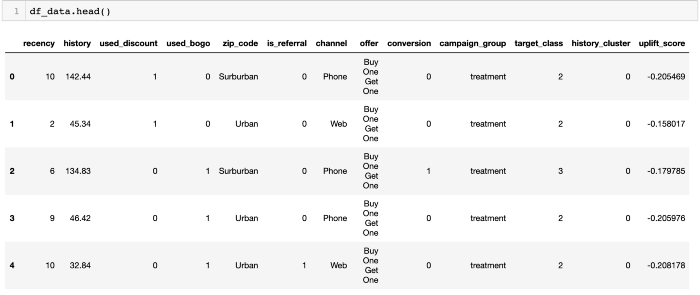 1 df_data.head()
recency history used_discount used_bogo zip_code is_referral channel offer conversion campaign_group target_class history_cluster uplift_score
0 10 142.44 1 0 Surburban 0 Phone Buy One Get One 0 treatment 2 0 -0.205469
1 2 45.34 1 0 Urban 0 Web Buy One Get One 0 treatment 2 0 -0.158017
2 6 134.83 0 1 Surburban 0 Phone Buy One Get One 1 treatment 3 0 -0.179785
3 9 46.42 0 1 Urban 0 Phone Buy One Get One 0 treatment 2 0 -0.205976
4 10 32.84 0 1 Urban 1 Web Buy One Get One 0 treatment 2 0 -0.208178